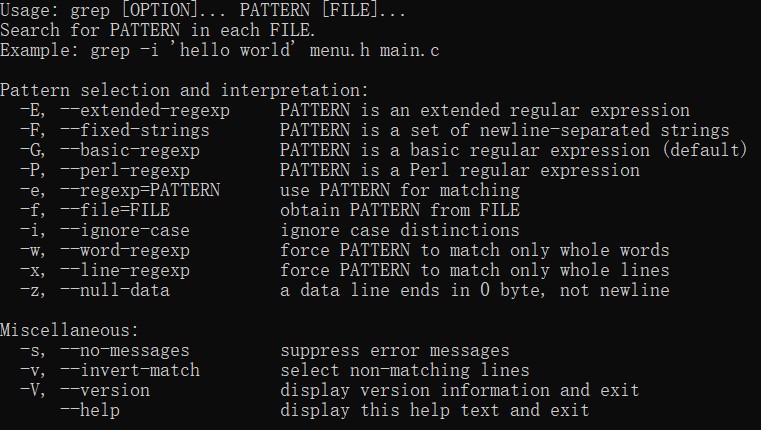 Usage: grep [OPTION]... PATTERN [FILE]...
Search for PATTERN in each FILE.
Example: grep -i 'hello world' menu.h main.c

Pattern selection and interpretation:
  -E, --extended-regexp     PATTERN is an extended regular expression
  -F, --fixed-strings       PATTERN is a set of newline-separated strings
  -G, --basic-regexp        PATTERN is a basic regular expression (default)
  -P, --perl-regexp         PATTERN is a Perl regular expression
  -e, --regexp=PATTERN      use PATTERN for matching
  -f, --file=FILE           obtain PATTERN from FILE
  -i, --ignore-case         ignore case distinctions
  -w, --word-regexp         force PATTERN to match only whole words
  -x, --line-regexp         force PATTERN to match only whole lines
  -z, --null-data           a data line ends in 0 byte, not newline

Miscellaneous:
  -s, --no-messages         suppress error messages
  -v, --invert-match        select non-matching lines
  -V, --version             display version information and exit
      --help                display this help text and exit